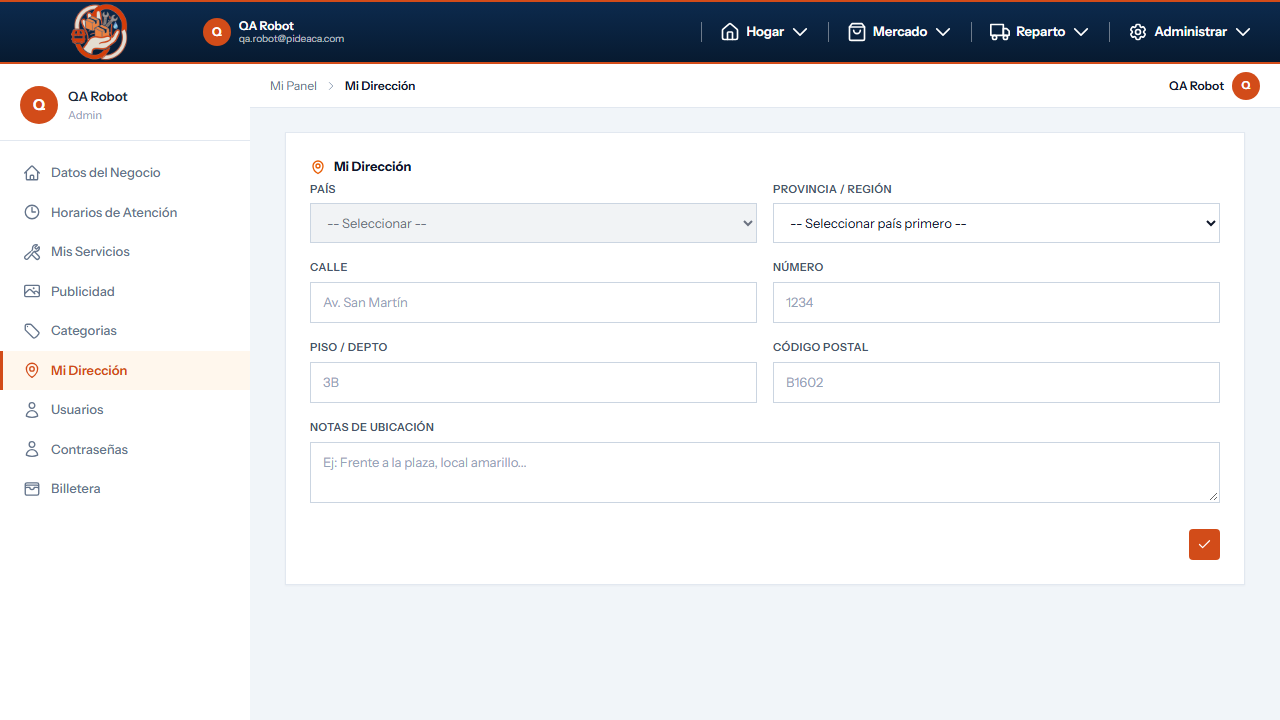 QA Robot
qa.robot@pideaca.com
Q
Hogar
Mercado
Reparto
Administrar
Q
QA Robot
Admin
Mi Panel
Mi Dirección
QA Robot
Q
Datos del Negocio
Horarios de Atención
Mis Servicios
Publicidad
Categorias
Mi Dirección
Usuarios
Contraseñas
Billetera
Mi Dirección
PAÍS
PROVINCIA / REGIÓN
-- Seleccionar --
-- Seleccionar país primero --
CALLE
NÚMERO
Av. San Martín
1234
PISO / DEPTO
CÓDIGO POSTAL
3B
B1602
NOTAS DE UBICACIÓN
Ej: Frente a la plaza, local amarillo...